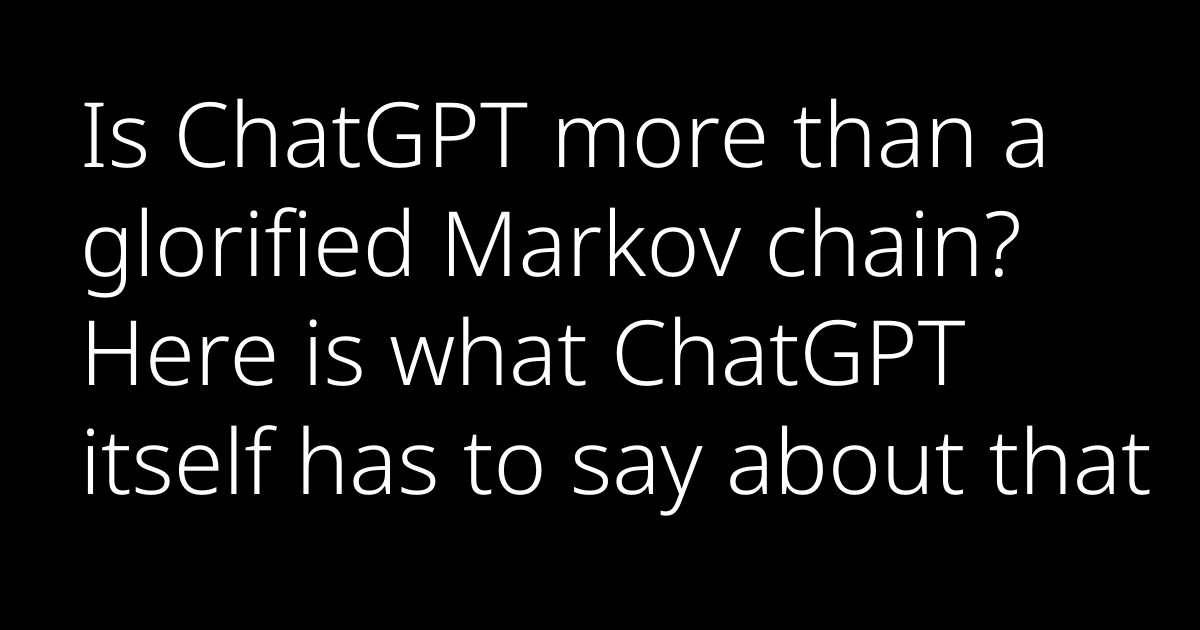 Is ChatGPT more than a
glorified Markov chain?
Here is what ChatGPT
itself has to say about that